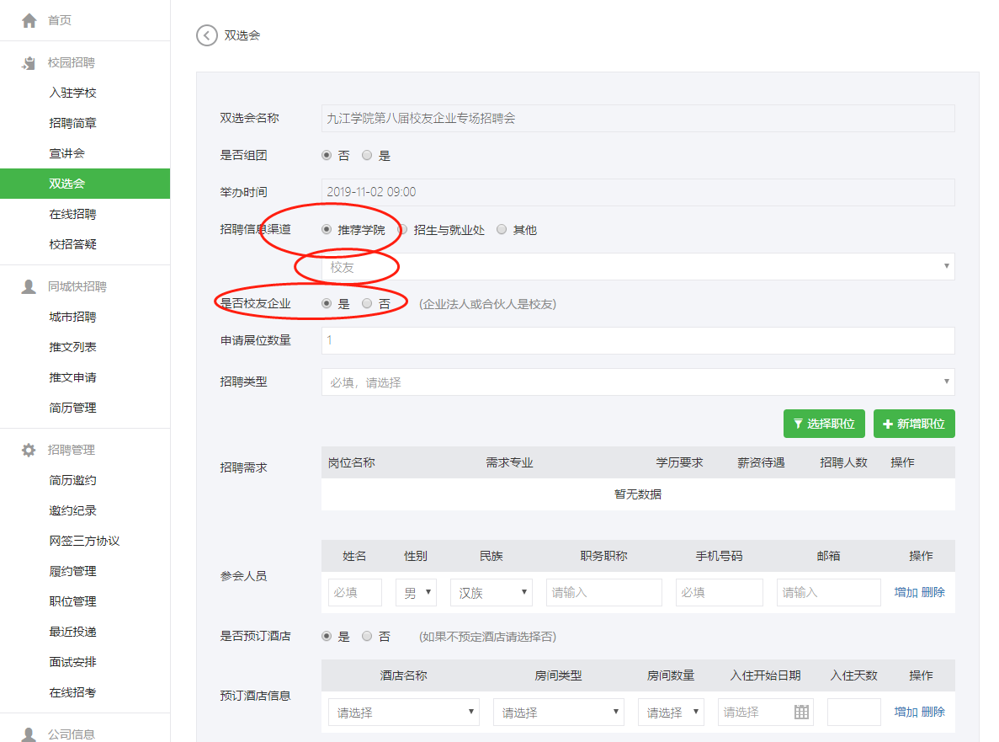 首页
校园招聘
入驻学校
招聘简章
宣讲会
双选会
在线招聘
校招答疑
同城快招聘
城市招聘
推文列表
推文申请
简历管理
招聘管理
简历邀约
邀约纪录
网签三方协议
履约管理
职位管理
最近投递
面试安排
在线招考
公司信息
双选会
双选会名称 九江学院第八届校友企业专场招聘会
是否组团 否 是
举办时间 2019-11-02 09:00
招聘信息渠道 推荐学院 招生与就业处 其他
校友
是否校友企业 是 否 (企业法人或合伙人是校友)
申请展位数量 1
招聘类型 必填，请选择
选择职位 新增职位
招聘需求 岗位名称 需求专业 学历要求 薪资待遇 招聘人数 操作
暂无数据
参会人员 姓名 性别 民族 职务职称 手机号码 邮箱 操作
必填 男 汉族 请输入 必填 请输入 增加 删除
是否预订酒店 是 否 (如果不预定酒店请选择否)
预订酒店信息 酒店名称 房间类型 房间数量 入住开始日期 入住天数 操作
请选择 请选择 请选择 请选择 增加 删除